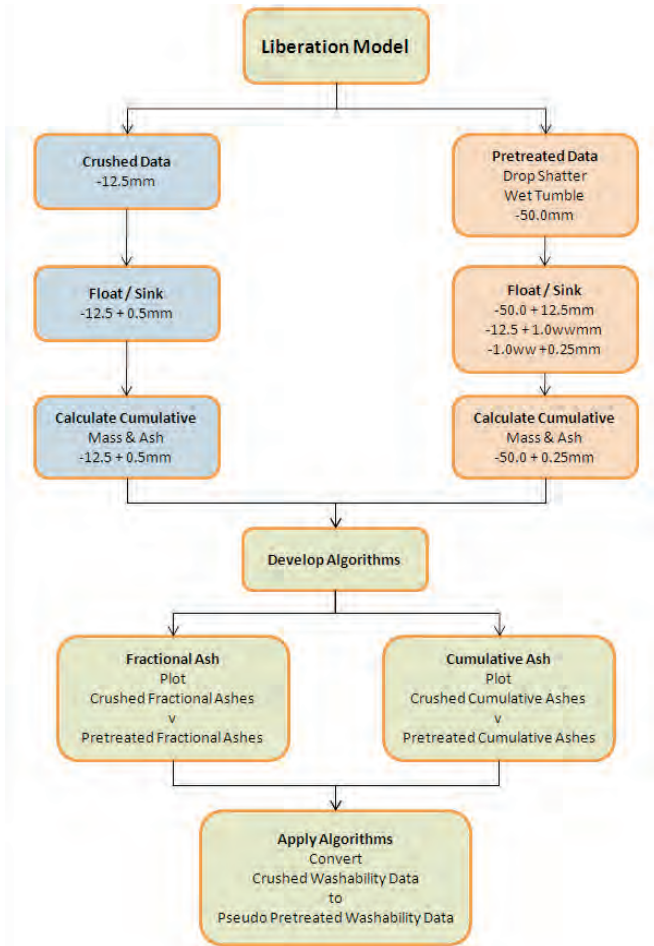 Liberation Model
Crushed Data
-12.5mm
Pretreated Data
Drop Shatter
Wet Tumble
-50.0mm
Float / Sink
-12.5 + 0.5mm
Float / Sink
-50.0 + 12.5mm
-12.5 + 1.0wwmm
-1.0ww +0.25mm
Calculate Cumulative
Mass & Ash
-12.5 + 0.5mm
Calculate Cumulative
Mass & Ash
-50.0 + 0.25mm
Develop Algorithms
Fractional Ash
Plot
Crushed Fractional Ashes
v
Pretreated Fractional Ashes
Cumulative Ash
Plot
Crushed Cumulative Ashes
v
Pretreated Cumulative Ashes
Apply Algorithms
Convert
Crushed Washability Data
to
Pseudo Pretreated Washability Data